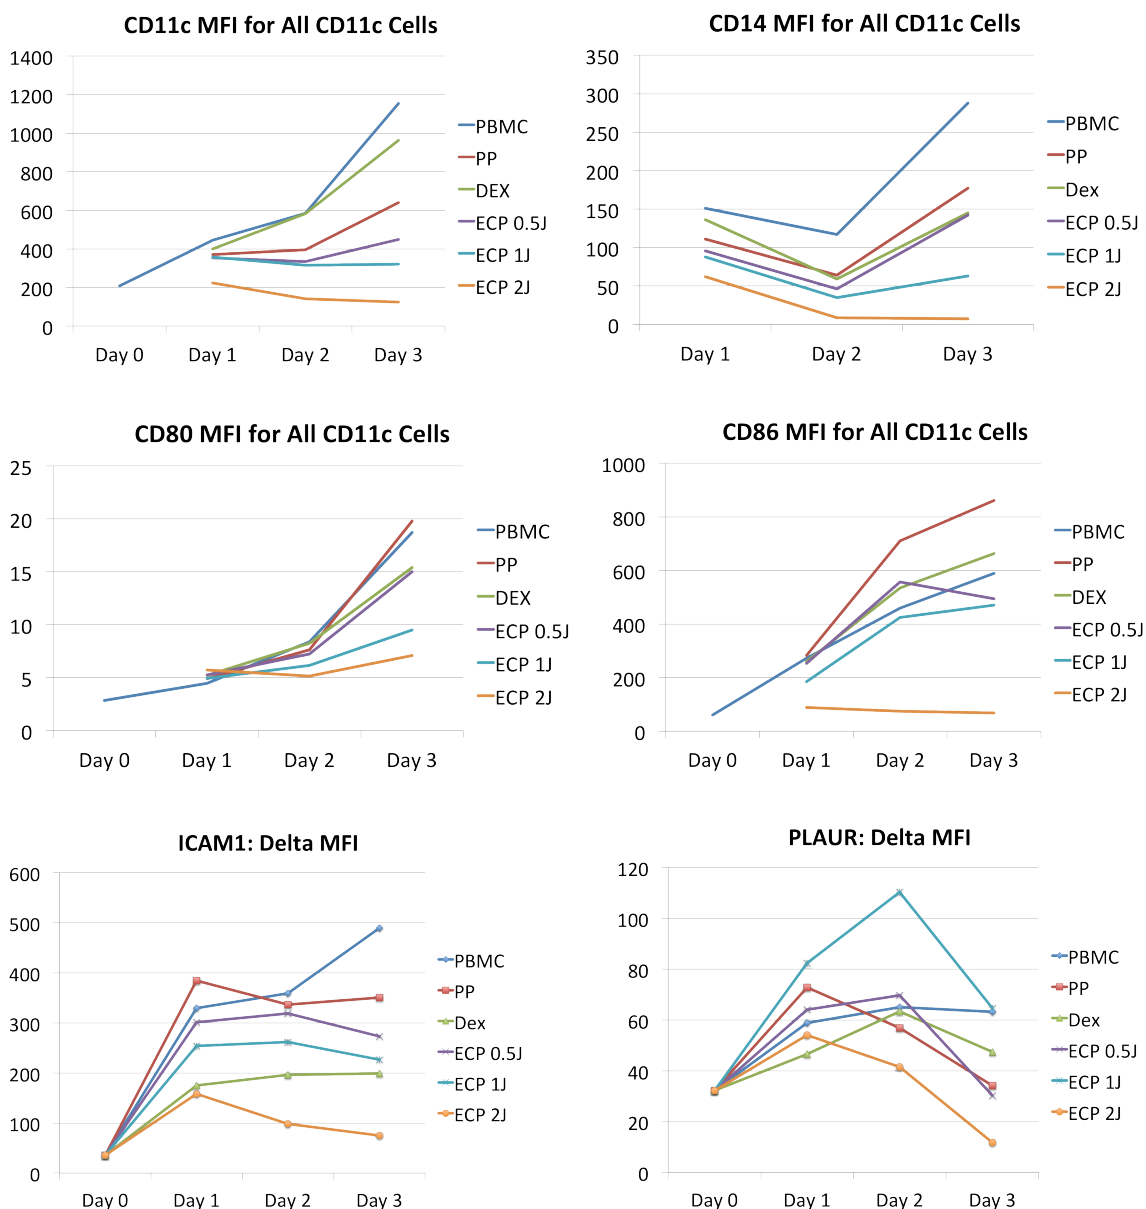 CD11c MFI for All CD11c Cells
1400
1200
1000
800
600
400
200
0
Day 0 Day 1 Day 2 Day 3
PBMC
PP
DEX
ECP 0.5J
ECP 1J
ECP 2J
CD14 MFI for All CD11c Cells
350
300
250
200
150
100
50
0
Day 1 Day 2 Day 3
PBMC
PP
Dex
ECP 0.5J
ECP 1J
ECP 2J
CD80 MFI for All CD11c Cells
25
20
15
10
5
0
Day 0 Day 1 Day 2 Day 3
PBMC
PP
DEX
ECP 0.5J
ECP 1J
ECP 2J
CD86 MFI for All CD11c Cells
1000
800
600
400
200
0
Day 0 Day 1 Day 2 Day 3
PBMC
PP
DEX
ECP 0.5J
ECP 1J
ECP 2J
ICAM1: Delta MFI
600
500
400
300
200
100
0
Day 0 Day 1 Day 2 Day 3
PBMC
PP
Dex
ECP 0.5J
ECP 1J
ECP 2J
PLAUR: Delta MFI
120
100
80
60
40
20
0
Day 0 Day 1 Day 2 Day 3
PBMC
PP
Dex
ECP 0.5J
ECP 1J
ECP 2J